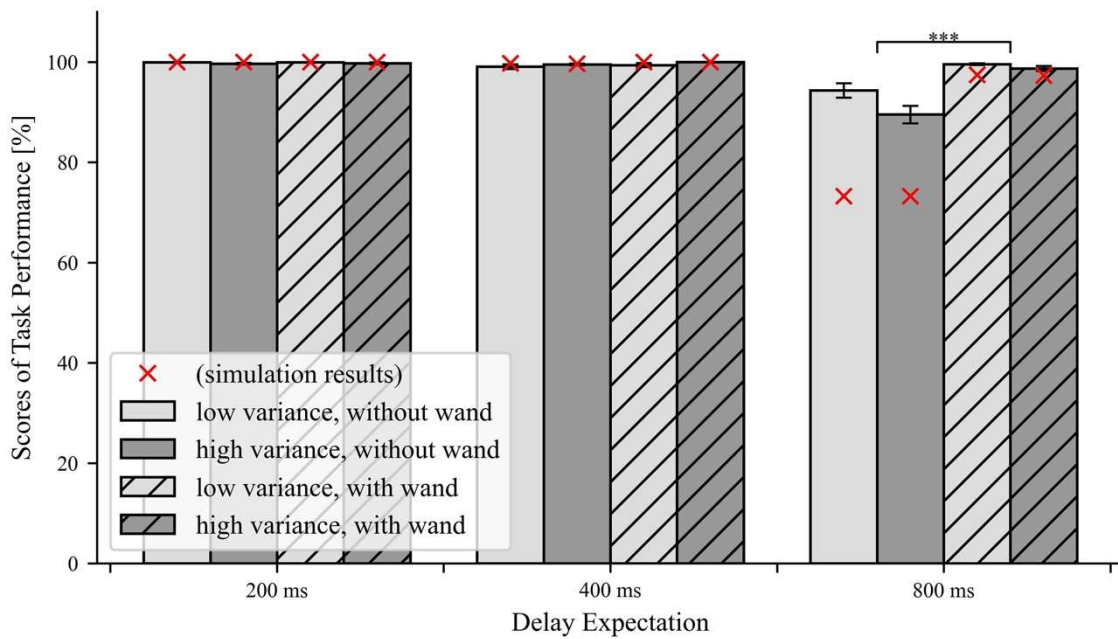 ***
100
80
60
40
20
0
Scores of Task Performance [%]
(simulation results)
low variance, without wand
high variance, without wand
low variance, with wand
high variance, with wand
200 ms
400 ms
800 ms
Delay Expectation